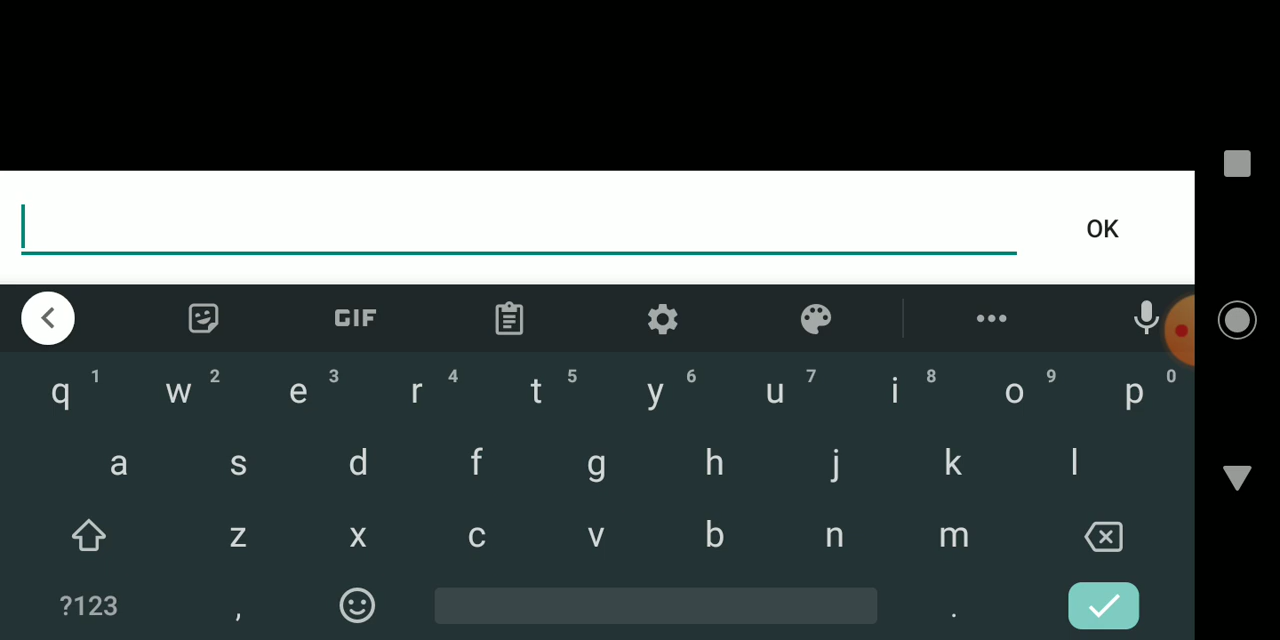 OK
GIF
q 1 w 2 e 3 r 4 t 5 y 6 u 7 i 8 o 9 p 0
a s d f g h j k l
z x c v b n m
?123 , .